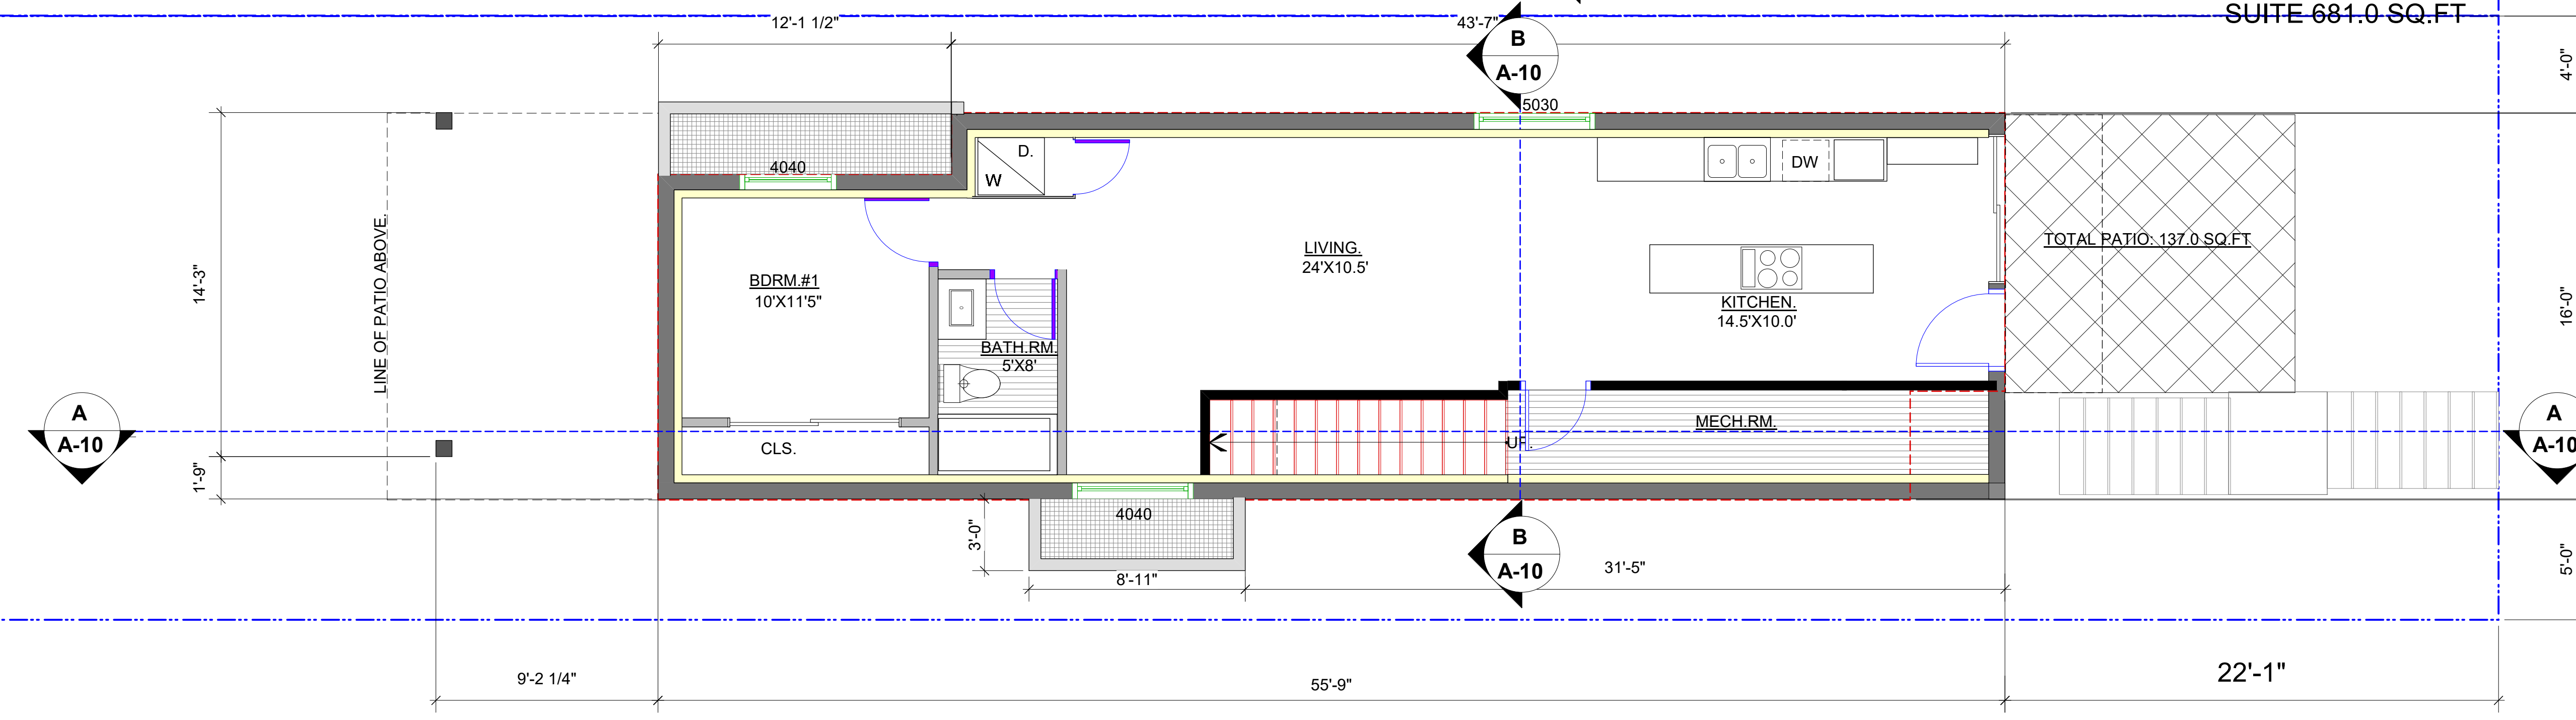 SUITE 681.0 SQ.FT
12'-1 1/2"
43'-7"
B
A-10
4'-0"
5030
4040
D.
W
DW
LINE OF PATIO ABOVE.
14'-3"
1'-9"
BDRM.#1
10'X11'5"
LIVING.
24'X10.5'
KITCHEN.
14.5'X10.0'
TOTAL PATIO: 137.0 SQ.FT
16'-0"
BATH.RM.
5'X8'
A
A-10
CLS.
UP.
MECH.RM.
A
A-10
4040
3'-0"
8'-11"
B
A-10
31'-5"
5'-0"
9'-2 1/4"
55'-9"
22'-1"